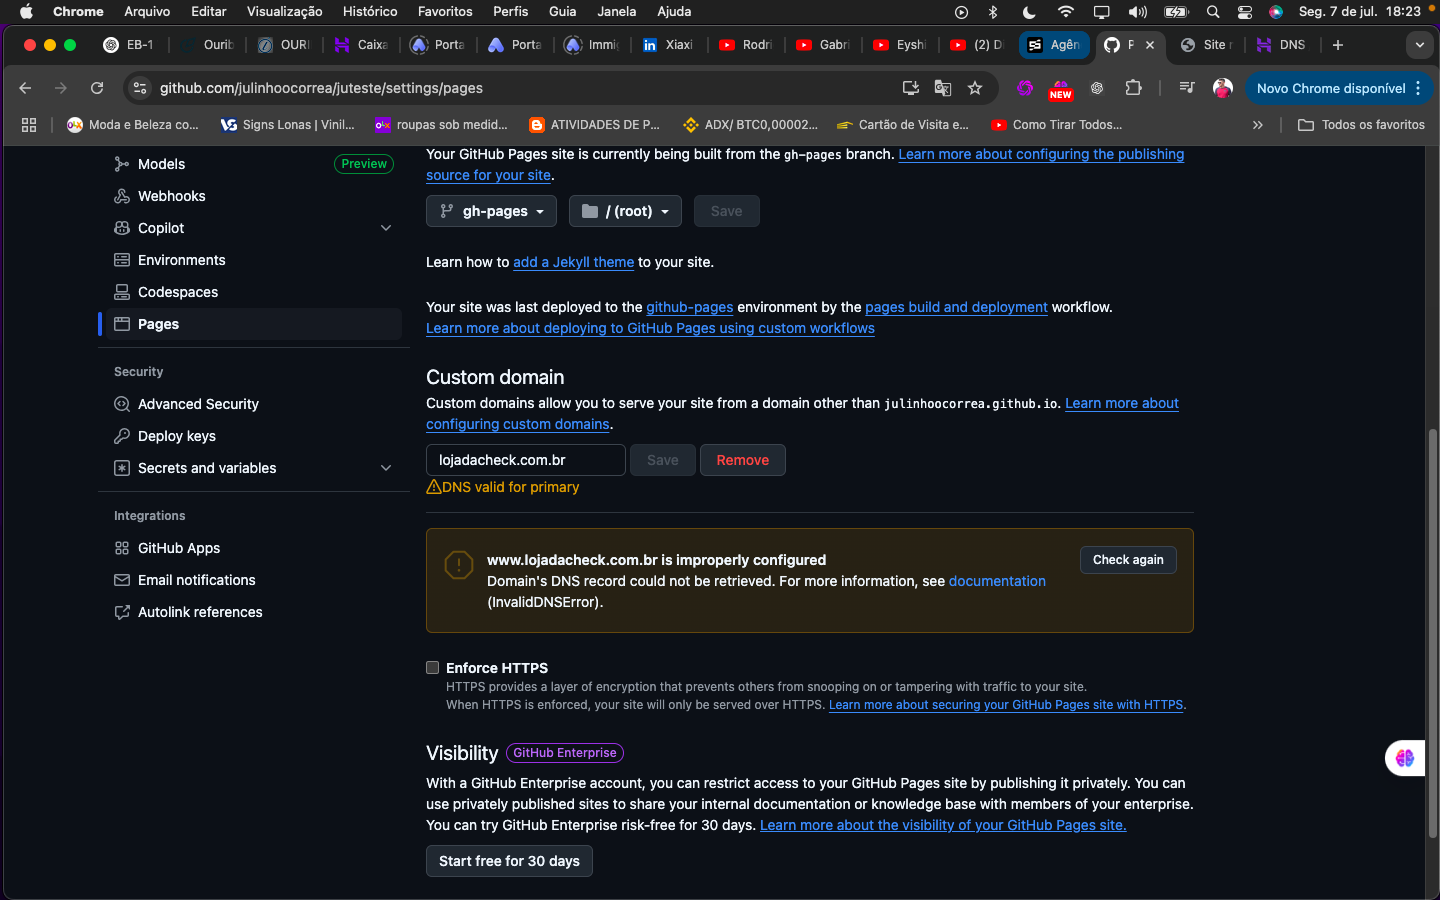 Chrome Arquivo Editar Visualização Histórico Favoritos Perfis Guia Janela Ajuda Seg. 7 de jul. 18:23
EB-1 Ourib OURI Caixa Porta Porta Immig Xiaxi Rodri Gabri Eyshi (2) D Agên P Site r DNS
github.com/julinhoocorrea/juteste/settings/pages NEW Novo Chrome disponível
Moda e Beleza co... Signs Lonas | Vinil... roupas sob medid... ATIVIDADES DE P... ADX/ BTC0,00002... Cartão de Visita e... Como Tirar Todos... Todos os favoritos
Models Preview
Webhooks
Copilot
Environments
Codespaces
Pages
Security
Advanced Security
Deploy keys
Secrets and variables
Integrations
GitHub Apps
Email notifications
Autolink references
Your GitHub Pages site is currently being built from the gh-pages branch. Learn more about configuring the publishing
source for your site.
gh-pages / (root) Save
Learn how to add a Jekyll theme to your site.
Your site was last deployed to the github-pages environment by the pages build and deployment workflow.
Learn more about deploying to GitHub Pages using custom workflows
Custom domain
Custom domains allow you to serve your site from a domain other than julinhoocorrea.github.io. Learn more about
configuring custom domains.
lojadacheck.com.br Save Remove
DNS valid for primary
www.lojadacheck.com.br is improperly configured
Domain's DNS record could not be retrieved. For more information, see documentation
(InvalidDNSError).
Check again
Enforce HTTPS
HTTPS provides a layer of encryption that prevents others from snooping on or tampering with traffic to your site.
When HTTPS is enforced, your site will only be served over HTTPS. Learn more about securing your GitHub Pages site with HTTPS.
Visibility GitHub Enterprise
With a GitHub Enterprise account, you can restrict access to your GitHub Pages site by publishing it privately. You can
use privately published sites to share your internal documentation or knowledge base with members of your enterprise.
You can try GitHub Enterprise risk-free for 30 days. Learn more about the visibility of your GitHub Pages site.
Start free for 30 days